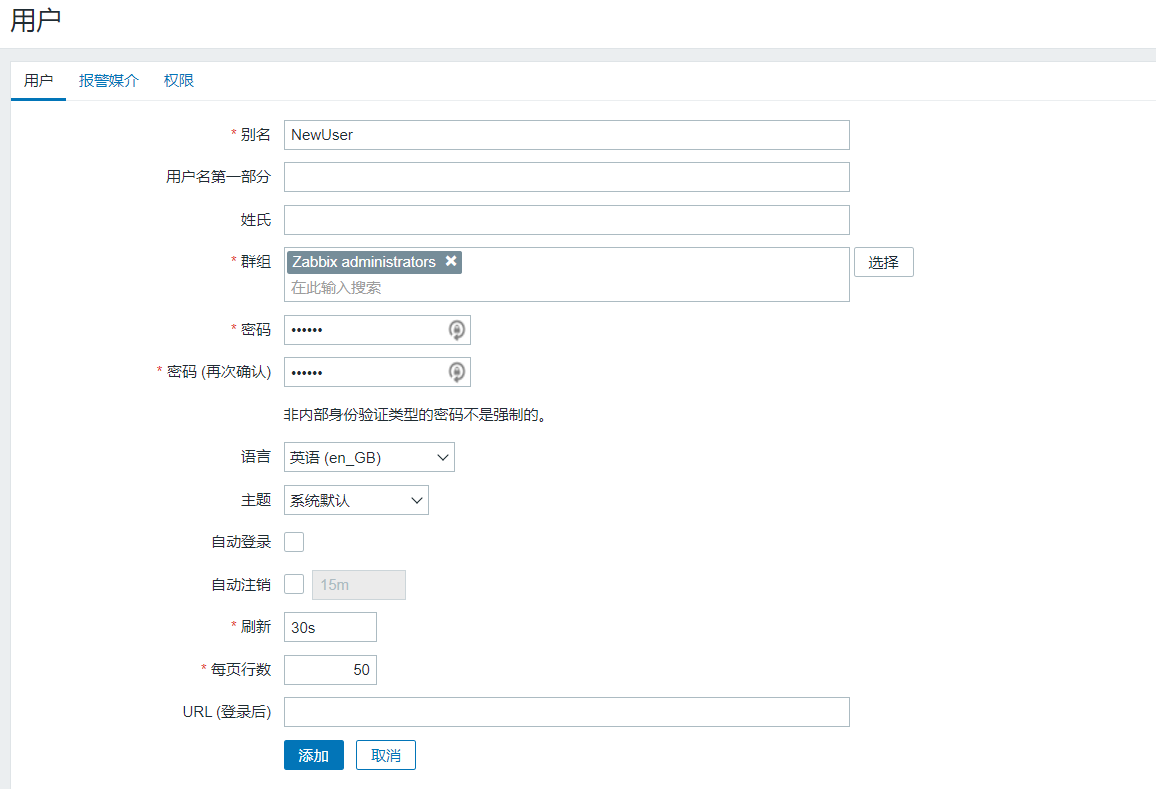 用户
用户 报警媒介 权限
* 别名 NewUser
用户名第一部分
姓氏
* 群组 Zabbix administrators 选择
在此输入搜索
* 密码 ••••••
* 密码 (再次确认) ••••••
非内部身份验证类型的密码不是强制的。
语言 英语 (en_GB)
主题 系统默认
自动登录
自动注销 15m
* 刷新 30s
* 每页行数 50
URL (登录后)
添加 取消